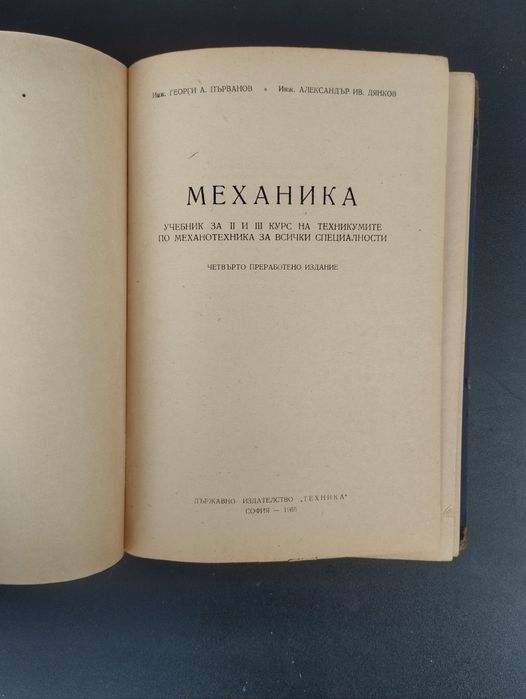 Инж. ГЕОРГИ А. ПЪРВАНОВ • Инж. АЛЕКСАНДЪР ИВ. ДЯНКОВ
МЕХАНИКА
УЧЕБНИК ЗА II И III КУРС НА ТЕХНИКУМИТЕ
ПО МЕХАНОТЕХНИКА ЗА ВСИЧКИ СПЕЦИАЛНОСТИ
ЧЕТВЪРТО ПРЕРАБОТЕНО ИЗДАНИЕ
ДЪРЖАВНО ИЗДАТЕЛСТВО „ТЕХНИКА"
СОФИЯ —